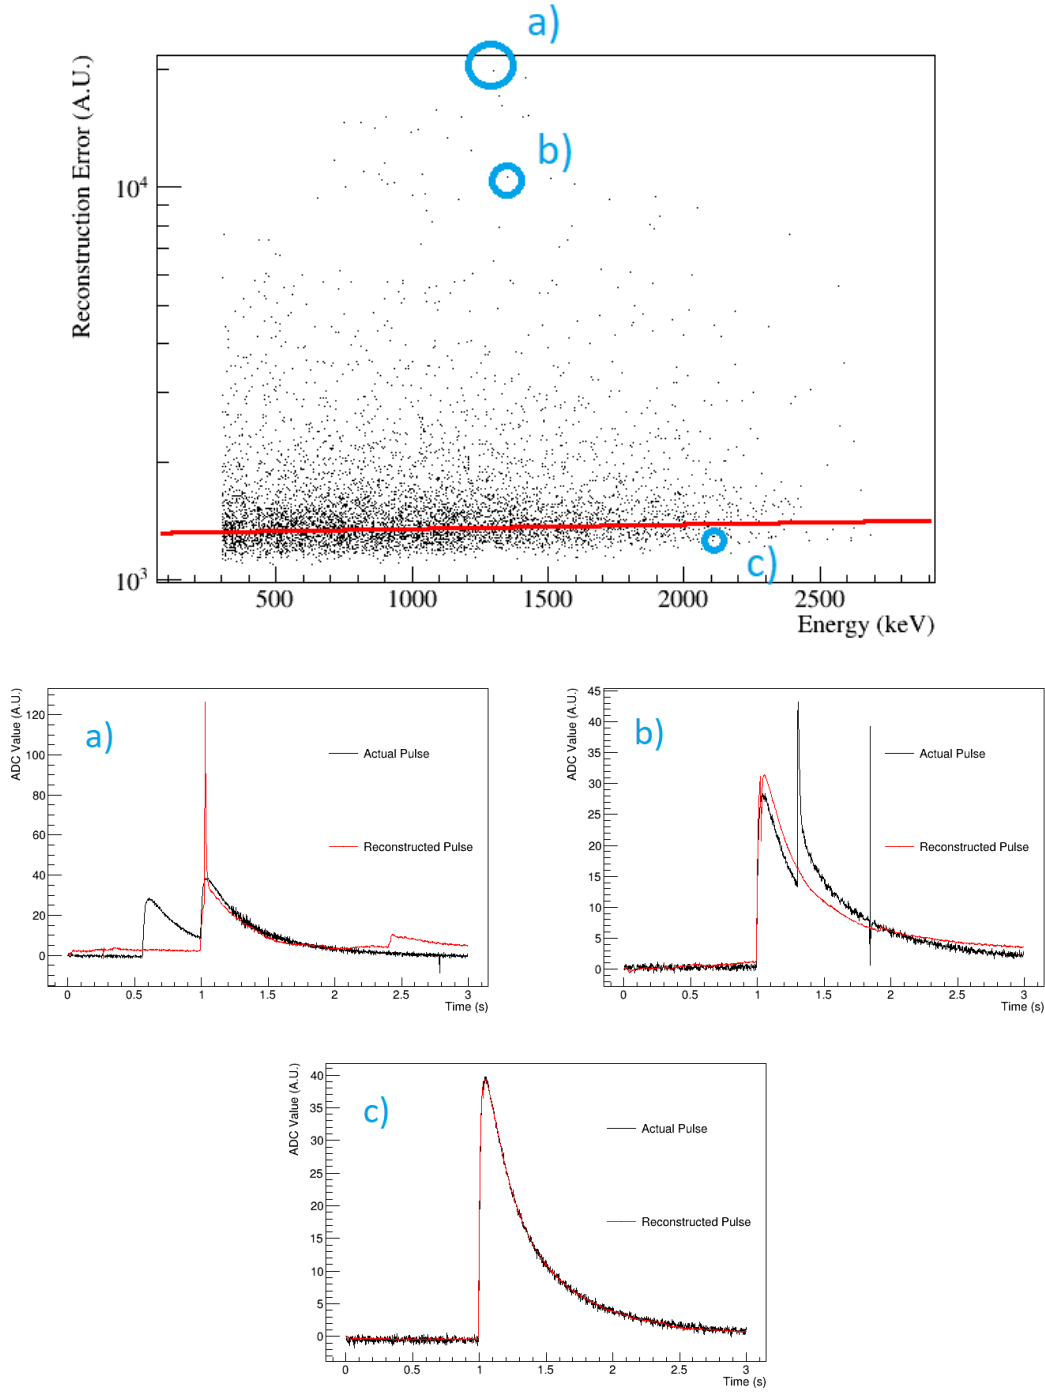 a)
b)
c)
Reconstruction Error (A.U.)
10⁴
10³
500 1000 1500 2000 2500
Energy (keV)
ADC Value (A.U.)
a)
Actual Pulse
Reconstructed Pulse
120
100
80
60
40
20
0
0 0.5 1 1.5 2 2.5 3
Time (s)
ADC Value (A.U.)
b)
Actual Pulse
Reconstructed Pulse
45
40
35
30
25
20
15
10
5
0
0 0.5 1 1.5 2 2.5 3
Time (s)
ADC Value (A.U.)
c)
Actual Pulse
Reconstructed Pulse
40
35
30
25
20
15
10
5
0
0 0.5 1 1.5 2 2.5 3
Time (s)